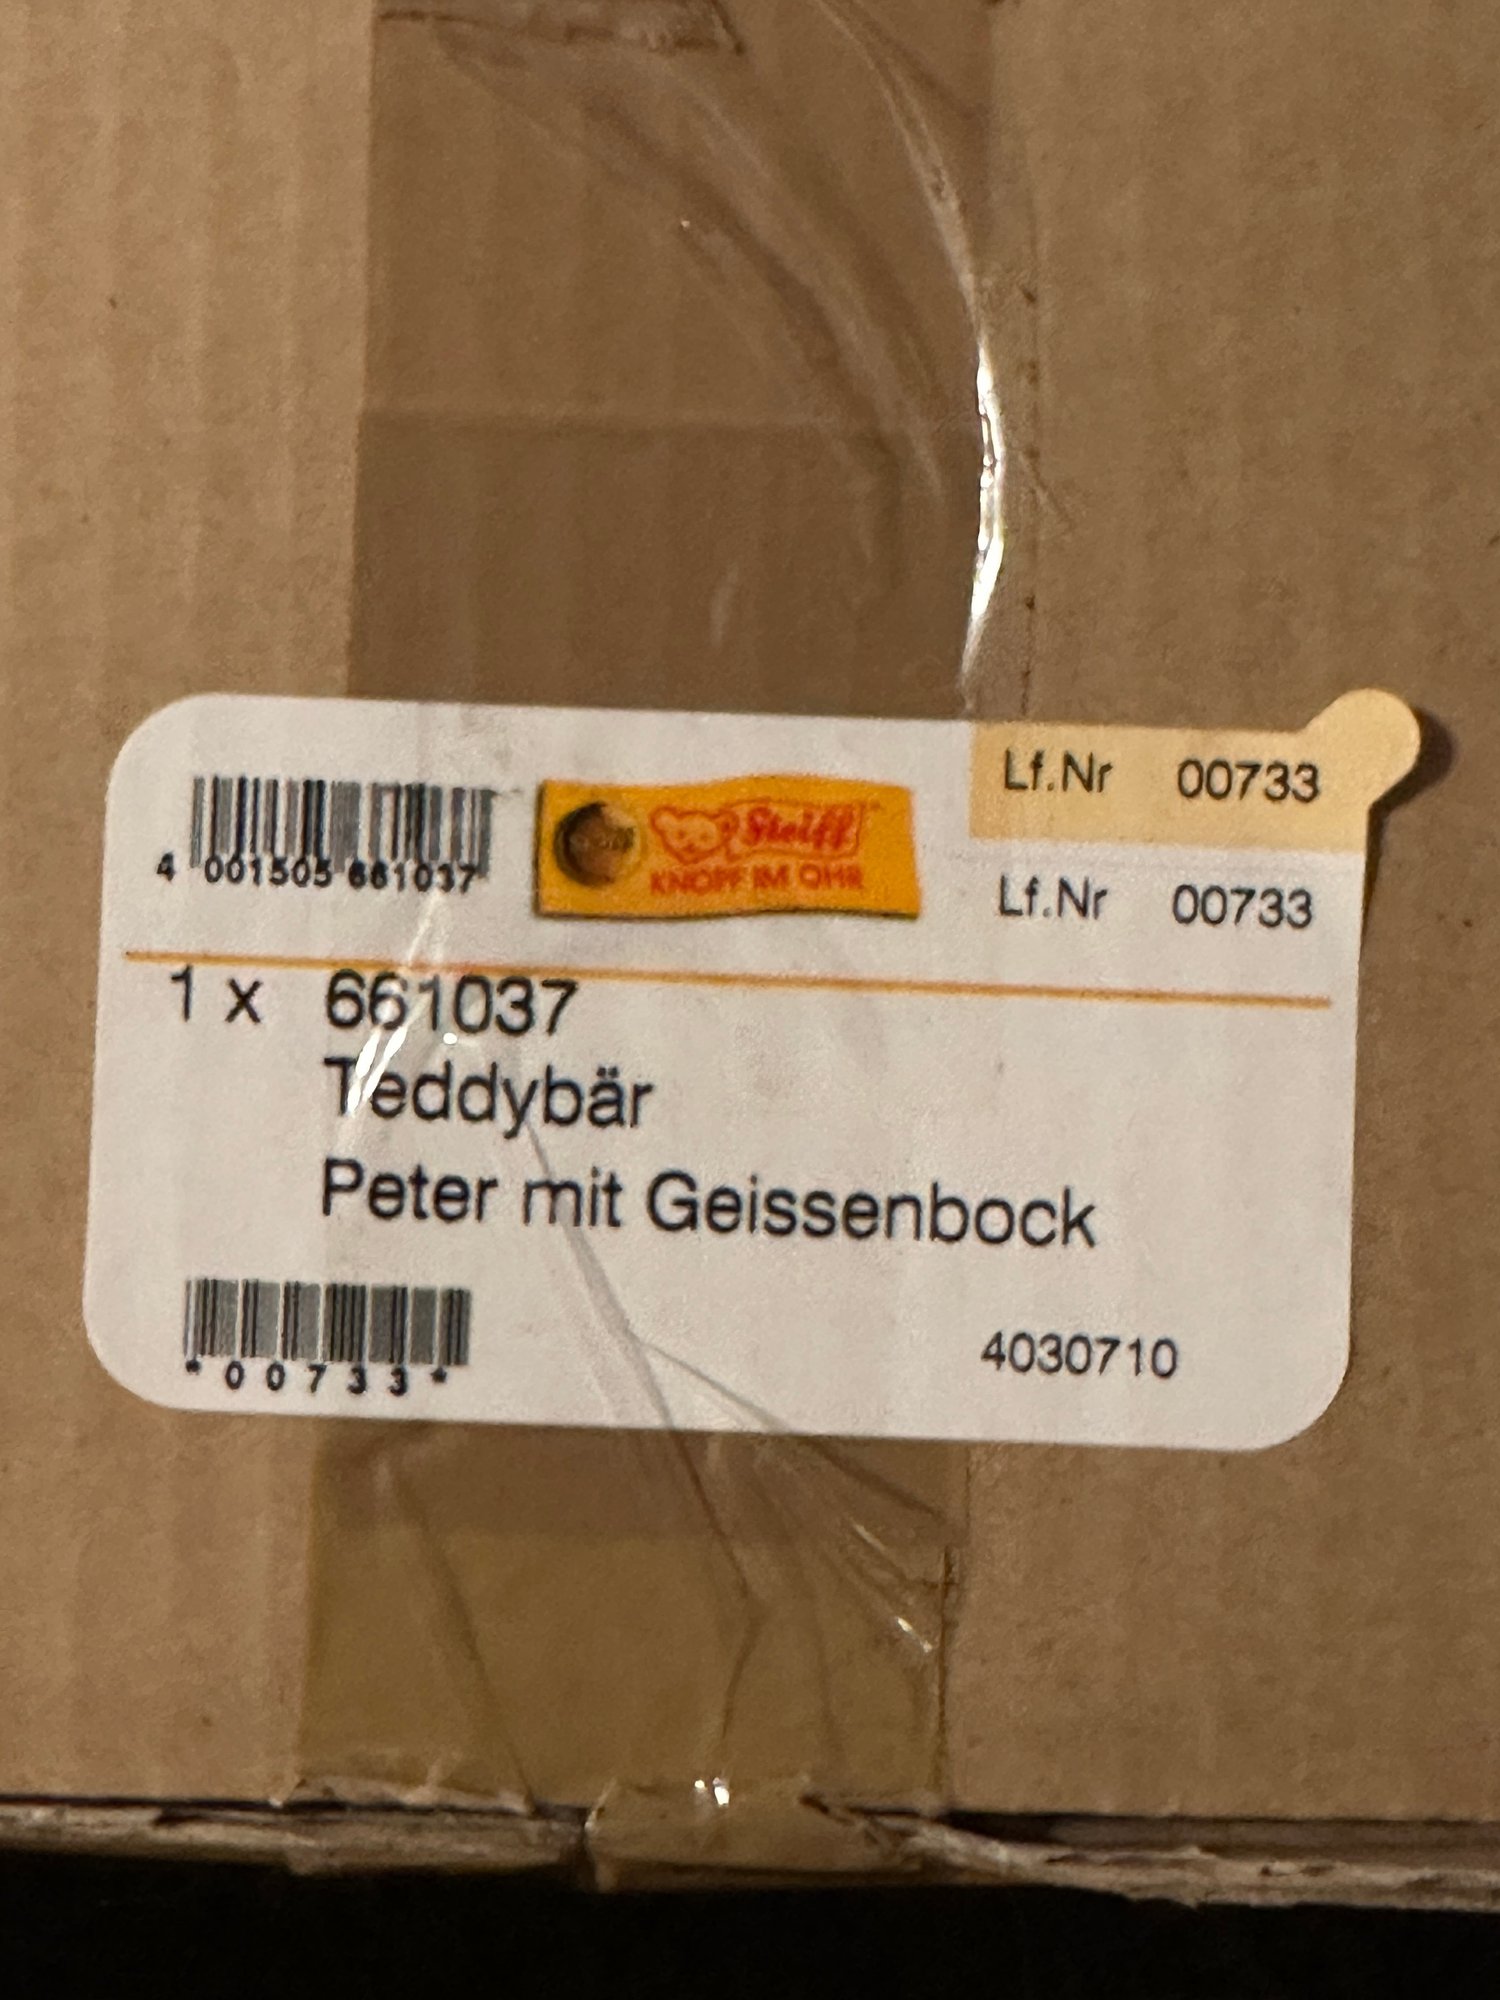 Lf.Nr 00733
4 001505 661037
Steiff
KNOPF IM OHR
Lf.Nr 00733
1 x 661037
Teddybär
Peter mit Geissenbock
*00733*
4030710